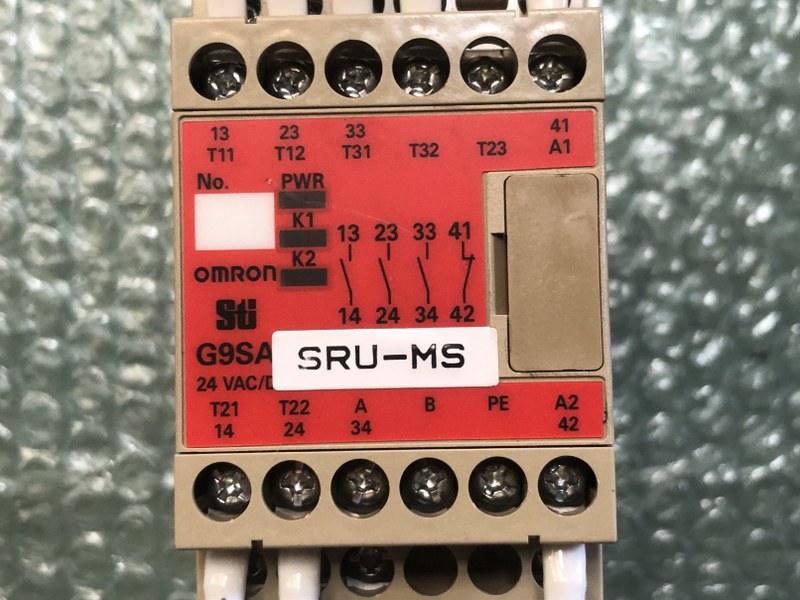 13 23 33 41
T11 T12 T31 T32 T23 A1
No. PWR
K1
K2
13 23 33 41
14 24 34 42
OMRON
Sti
G9SA
SRU-MS
24 VAC/D
T21 T22 A B PE A2
14 24 34 42